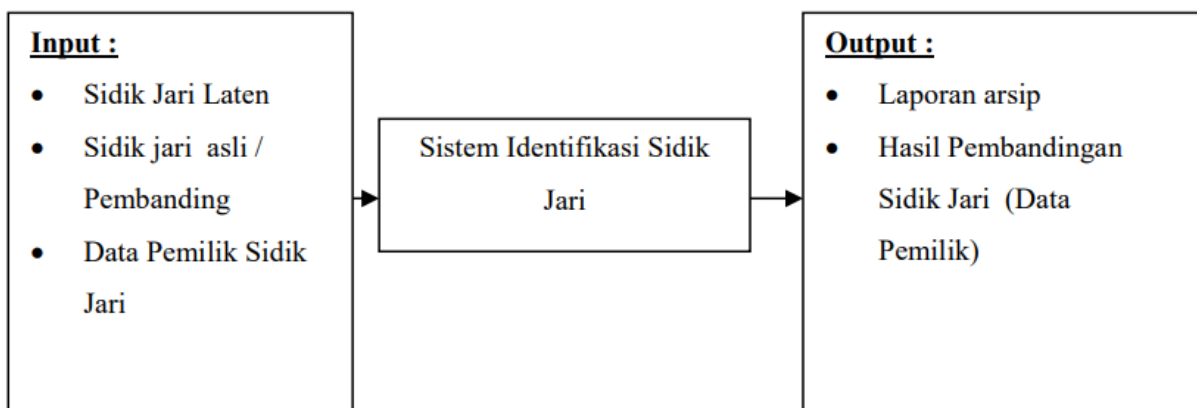 Input :
• Sidik Jari Laten
• Sidik jari asli /
Pembanding
• Data Pemilik Sidik
Jari
Sistem Identifikasi Sidik
Jari
Output :
• Laporan arsip
• Hasil Pembandingan
Sidik Jari (Data
Pemilik)